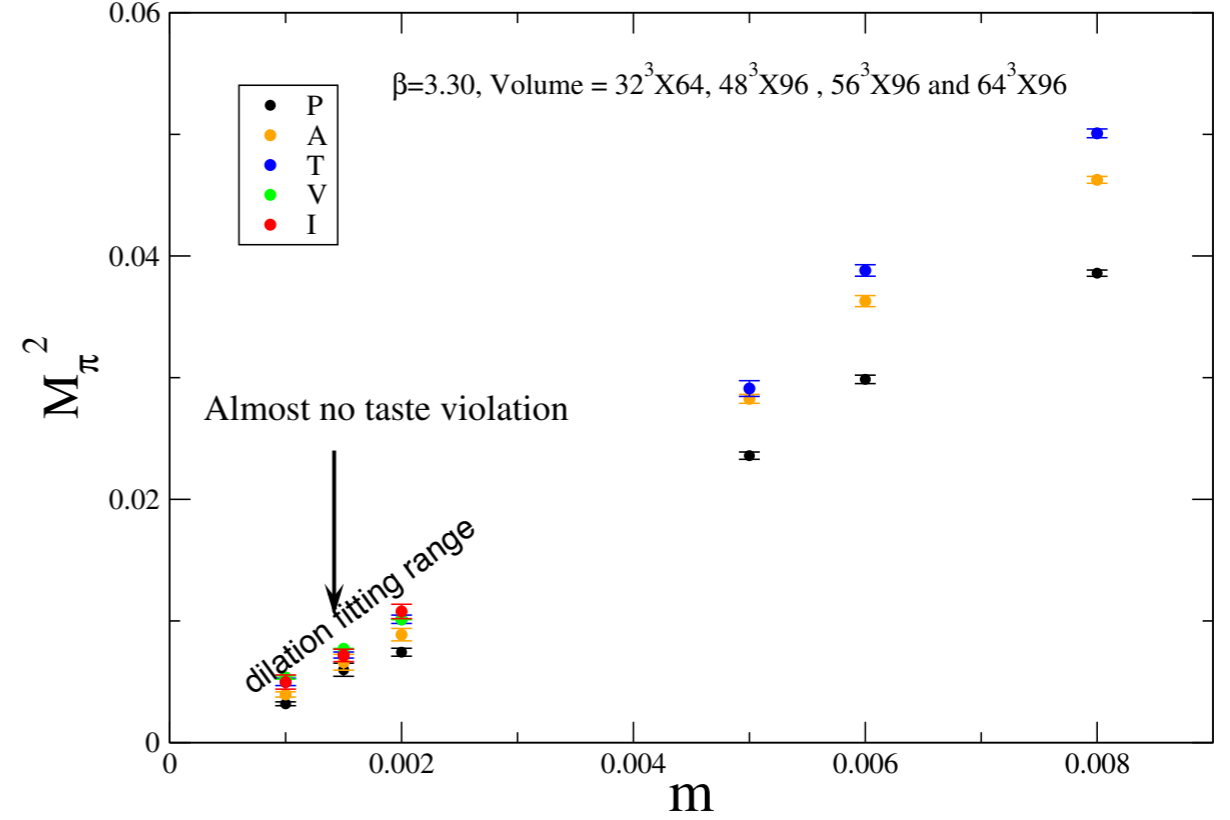 0.06
β=3.30, Volume = 32³X64, 48³X96 , 56³X96 and 64³X96
P
A
T
V
I
0.04
M_π²
Almost no taste violation
0.02
dilation fitting range
0
0 0.002 0.004 0.006 0.008
m